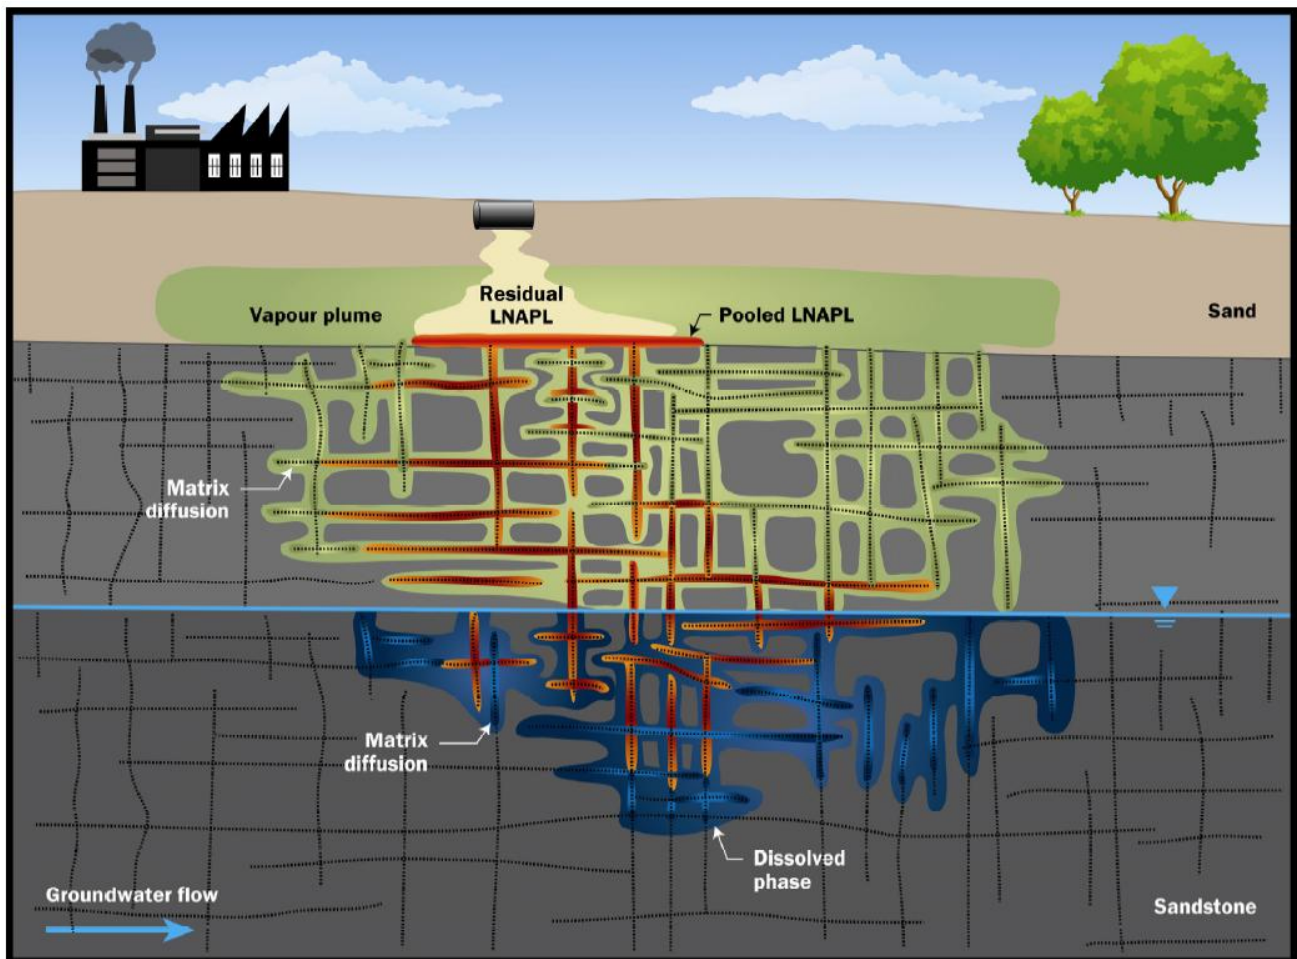 Residual
LNAPL
Vapour plume
Pooled LNAPL
Sand
Matrix
diffusion
Matrix
diffusion
Dissolved
phase
Groundwater flow
Sandstone